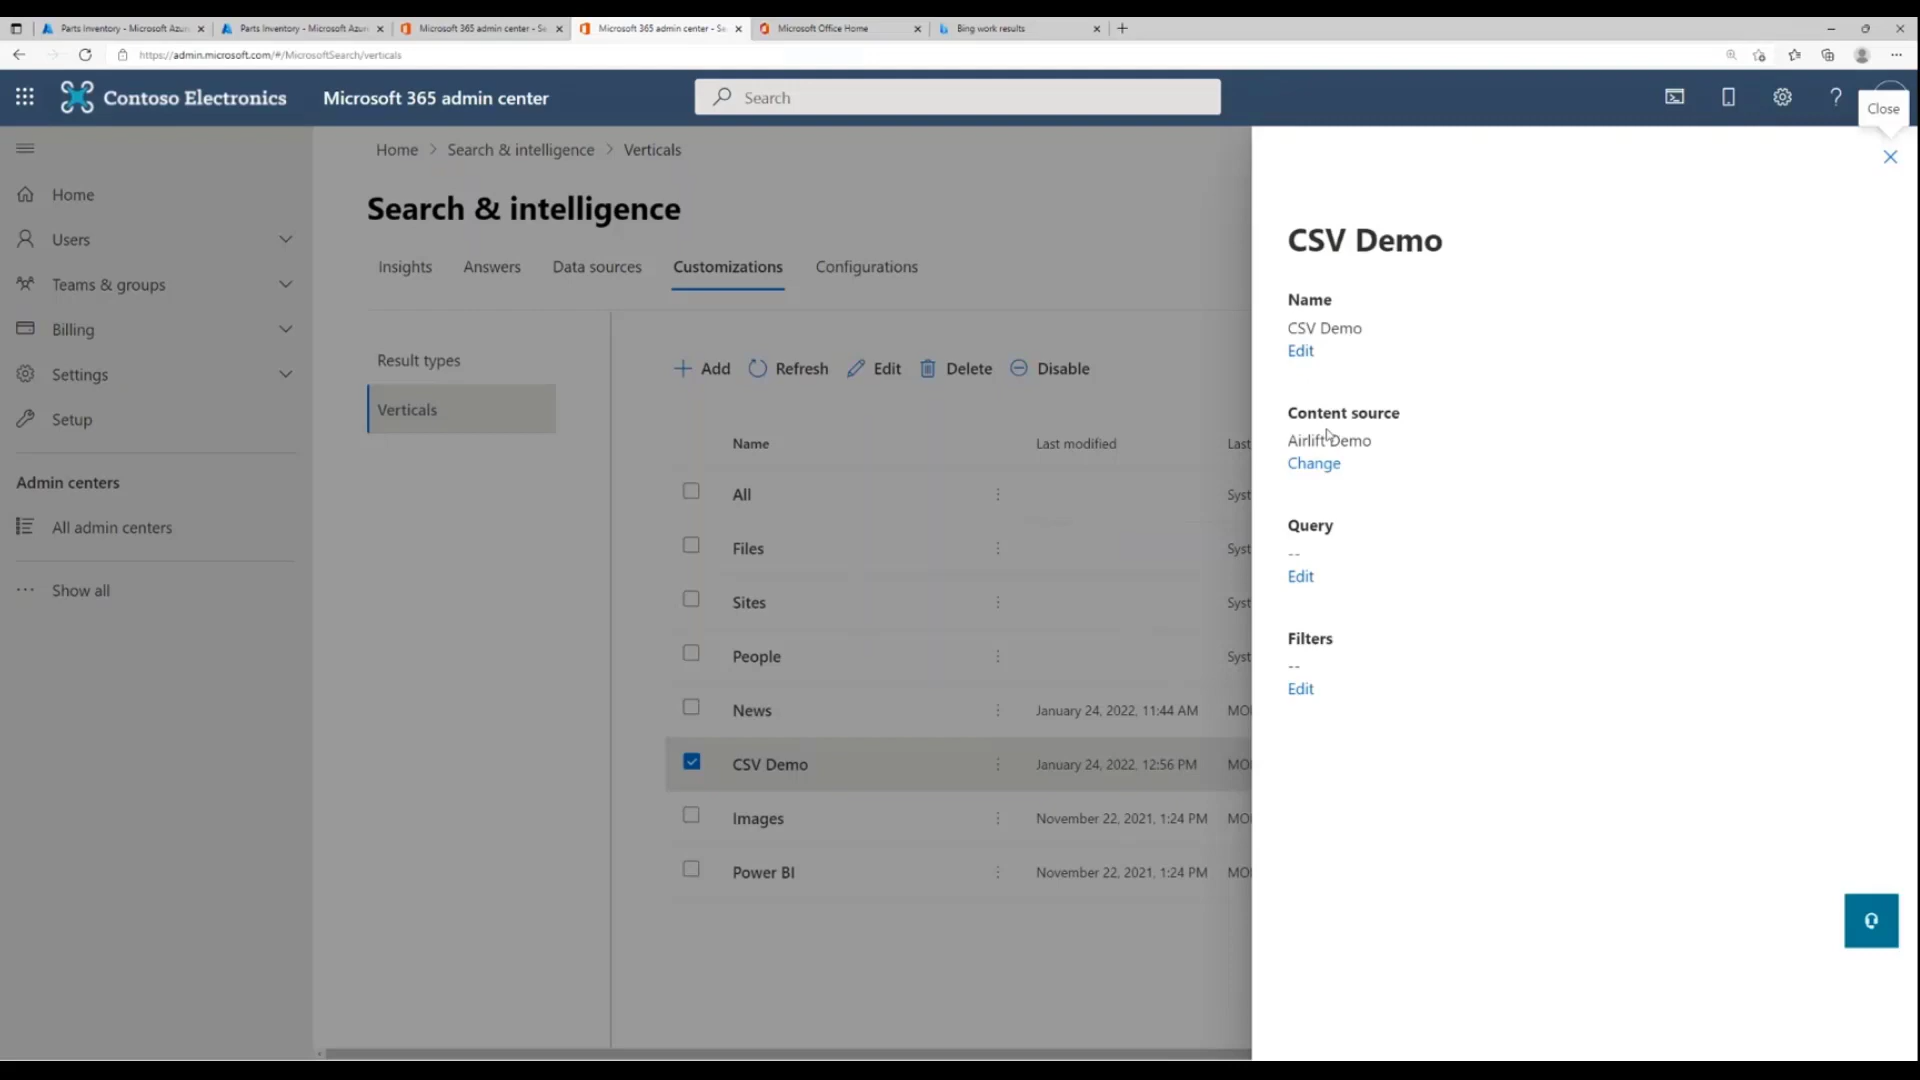 Parts Inventory - Microsoft Azur
Parts Inventory - Microsoft Azur
Microsoft 365 admin center - Se
Microsoft 365 admin center - Se
Microsoft Office Home
Bing work results
https://admin.microsoft.com/#/MicrosoftSearch/verticals
Contoso Electronics
Microsoft 365 admin center
Search
Close
Home > Search & intelligence > Verticals
Home
Users
Teams & groups
Billing
Settings
Setup
Admin centers
All admin centers
Show all
Search & intelligence
Insights
Answers
Data sources
Customizations
Configurations
Result types
Verticals
Add
Refresh
Edit
Delete
Disable
Name Last modified Last
All Syst
Files Syst
Sites Syst
People Syst
News January 24, 2022, 11:44 AM MO
CSV Demo January 24, 2022, 12:56 PM MO
Images November 22, 2021, 1:24 PM MO
Power BI November 22, 2021, 1:24 PM MO
CSV Demo
Name
CSV Demo
Edit
Content source
Airlift Demo
Change
Query
--
Edit
Filters
--
Edit